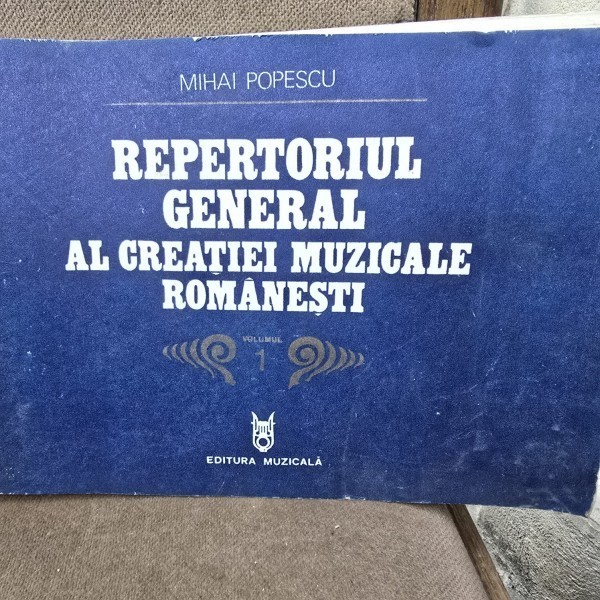 MIHAI POPESCU
REPERTORIUL
GENERAL
AL CREAȚIEI MUZICALE
ROMÂNEȘTI
VOLUMUL
1
EDITURA MUZICALĂ